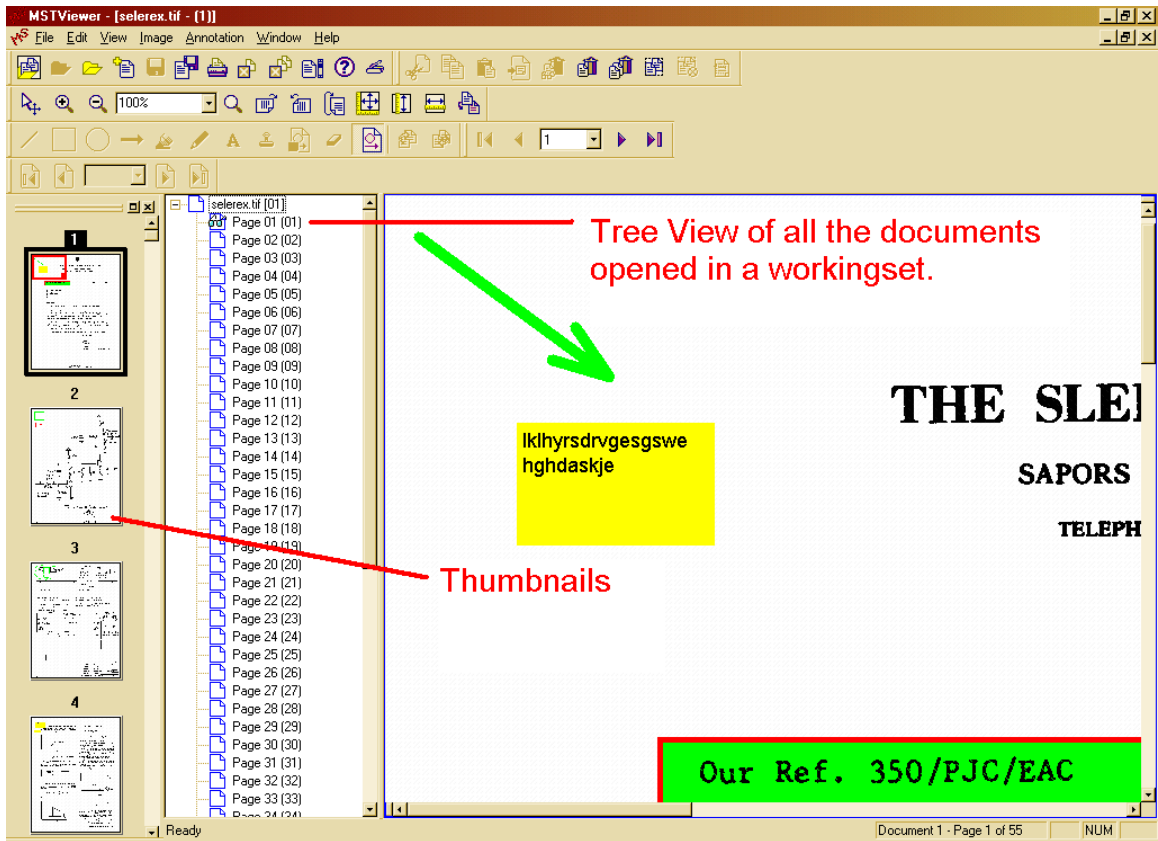 MSTViewer - [selerex.tif - (1)]
File Edit View Image Annotation Window Help
100%
A
1
selerex.tif [01]
Page 01 (01)
Page 02 (02)
Page 03 (03)
Page 04 (04)
Page 05 (05)
Page 06 (06)
Page 07 (07)
Page 08 (08)
Page 09 (09)
Page 10 (10)
Page 11 (11)
Page 12 (12)
Page 13 (13)
Page 14 (14)
Page 15 (15)
Page 16 (16)
Page 17 (17)
Page 18 (18)
Page 19 (19)
Page 20 (20)
Page 21 (21)
Page 22 (22)
Page 23 (23)
Page 24 (24)
Page 25 (25)
Page 26 (26)
Page 27 (27)
Page 28 (28)
Page 29 (29)
Page 30 (30)
Page 31 (31)
Page 32 (32)
Page 33 (33)
Page 34 (34)
1
2
3
4
Tree View of all the documents
opened in a workingset.
Thumbnails
lklhyrsdrvgesgswe
hghdaskje
THE SLE
SAPORS
TELEPH
Our Ref. 350/PJC/EAC
Ready
Document 1 - Page 1 of 55
NUM